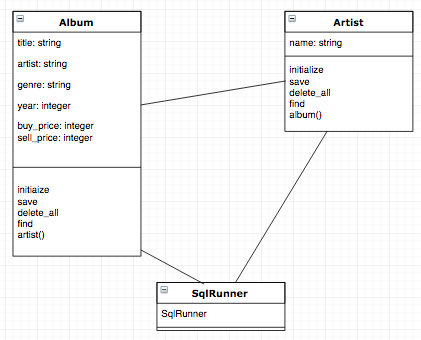 Album
title: string
artist: string
genre: string
year: integer
buy_price: integer
sell_price: integer
initiaize
save
delete_all
find
artist()
Artist
name: string
initialize
save
delete_all
find
album()
SqlRunner
SqlRunner